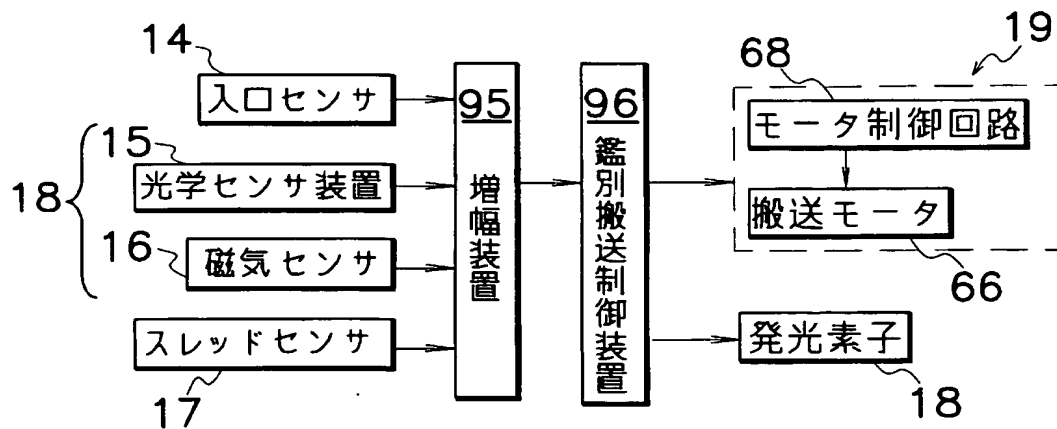 14
入口センサ
18
15
光学センサ装置
16
磁気センサ
スレッドセンサ
17
95
増幅装置
96
鑑別搬送制御装置
19
68
モータ制御回路
搬送モータ
66
発光素子
18